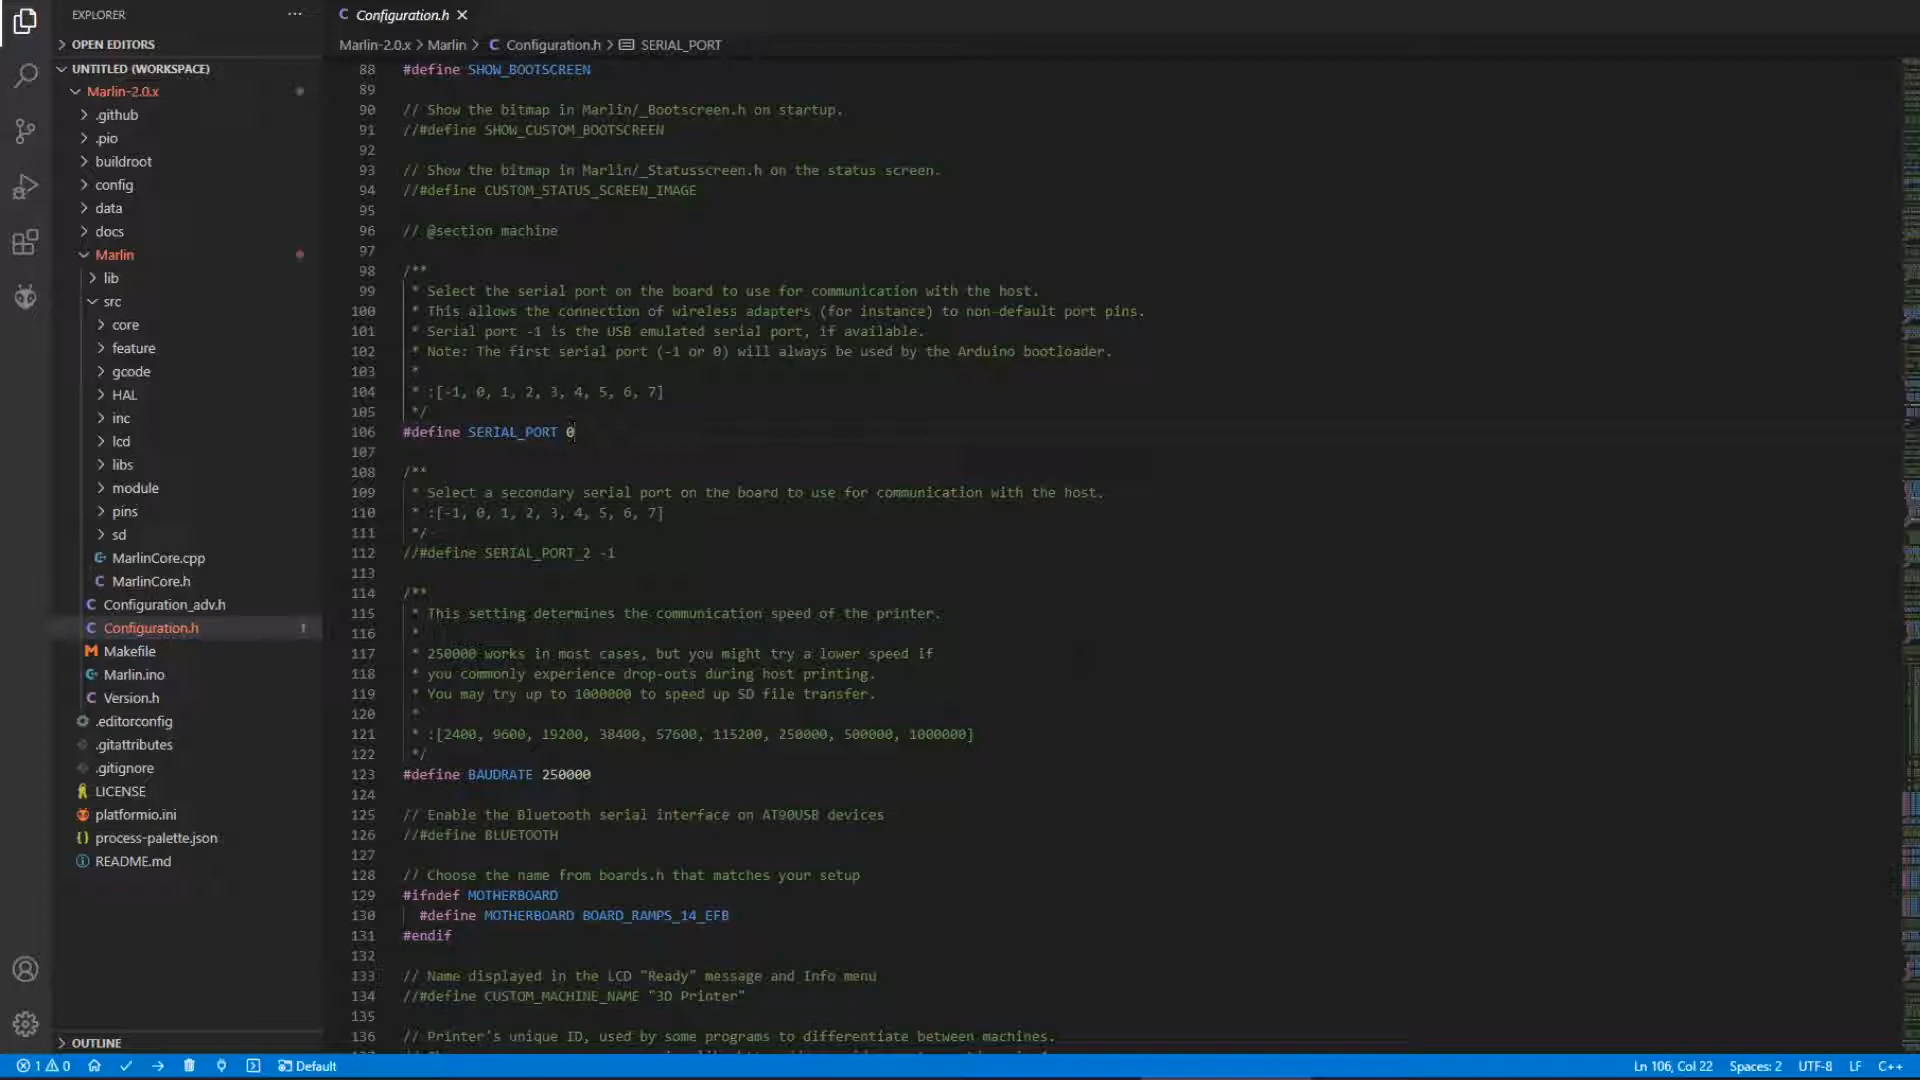 EXPLORER
OPEN EDITORS
UNTITLED (WORKSPACE)
Marlin-2.0.x
.github
.pio
buildroot
config
data
docs
Marlin
lib
src
core
feature
gcode
HAL
inc
lcd
libs
module
pins
sd
MarlinCore.cpp
MarlinCore.h
Configuration_adv.h
Configuration.h 1
Makefile
Marlin.ino
Version.h
.editorconfig
.gitattributes
.gitignore
LICENSE
platformio.ini
process-palette.json
README.md
OUTLINE
Configuration.h
Marlin-2.0.x > Marlin > C Configuration.h > SERIAL_PORT
88 #define SHOW_BOOTSCREEN
89
90 // Show the bitmap in Marlin/_Bootscreen.h on startup.
91 //#define SHOW_CUSTOM_BOOTSCREEN
92
93 // Show the bitmap in Marlin/_Statusscreen.h on the status screen.
94 //#define CUSTOM_STATUS_SCREEN_IMAGE
95
96 // @section machine
97
98 /**
99 * Select the serial port on the board to use for communication with the host.
100 * This allows the connection of wireless adapters (for instance) to non-default port pins.
101 * Serial port -1 is the USB emulated serial port, if available.
102 * Note: The first serial port (-1 or 0) will always be used by the Arduino bootloader.
103 *
104 * :[-1, 0, 1, 2, 3, 4, 5, 6, 7]
105 */
106 #define SERIAL_PORT 0
107
108 /**
109 * Select a secondary serial port on the board to use for communication with the host.
110 * :[-1, 0, 1, 2, 3, 4, 5, 6, 7]
111 */
112 //#define SERIAL_PORT_2 -1
113
114 /**
115 * This setting determines the communication speed of the printer.
116 *
117 * 250000 works in most cases, but you might try a lower speed if
118 * you commonly experience drop-outs during host printing.
119 * You may try up to 1000000 to speed up SD file transfer.
120 *
121 * :[2400, 9600, 19200, 38400, 57600, 115200, 250000, 500000, 1000000]
122 */
123 #define BAUDRATE 250000
124
125 // Enable the Bluetooth serial interface on AT90USB devices
126 //#define BLUETOOTH
127
128 // Choose the name from boards.h that matches your setup
129 #ifndef MOTHERBOARD
130 #define MOTHERBOARD BOARD_RAMPS_14_EFB
131 #endif
132
133 // Name displayed in the LCD "Ready" message and Info menu
134 //#define CUSTOM_MACHINE_NAME "3D Printer"
135
136 // Printer's unique ID, used by some programs to differentiate between machines.
1 0 Default Ln 106, Col 22 Spaces: 2 UTF-8 LF C++